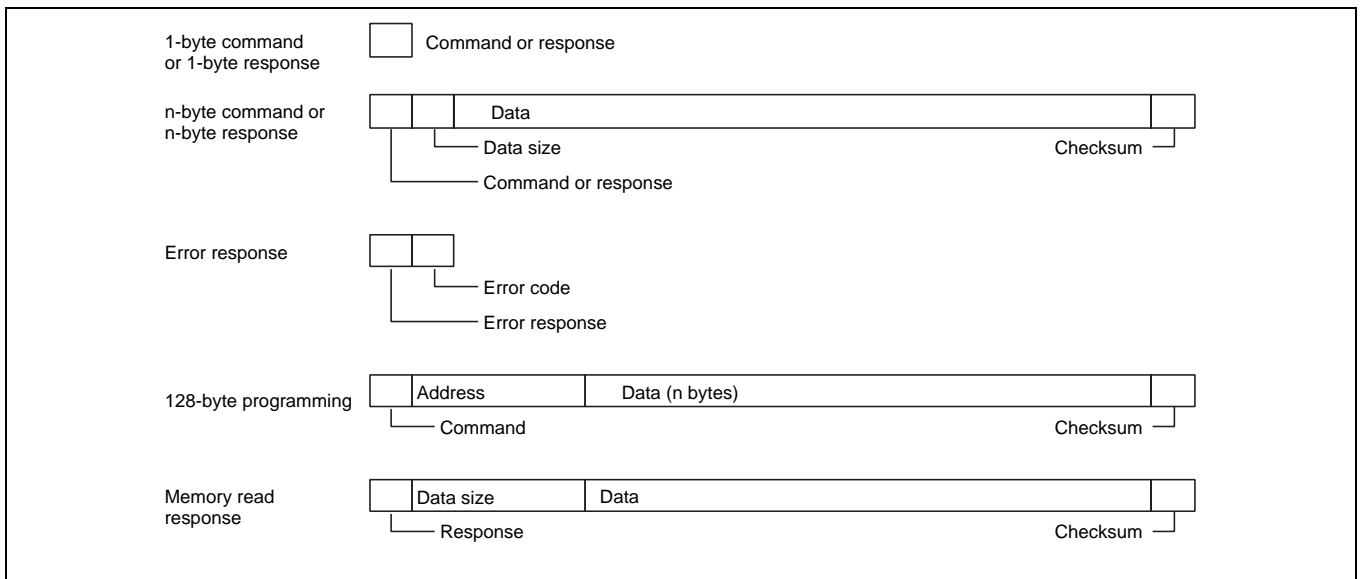 1-byte command
or 1-byte response
Command or response
n-byte command or
n-byte response
Data
Data size
Checksum
Command or response
Error response
Error code
Error response
128-byte programming
Address
Data (n bytes)
Command
Checksum
Memory read
response
Data size
Data
Response
Checksum